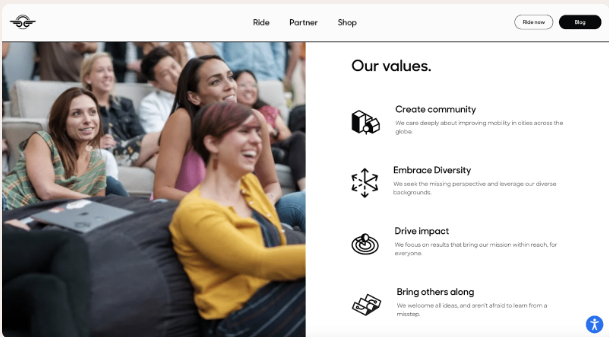 Ride Partner Shop Ride now Blog
Our values.
Create community
We care deeply about improving mobility in cities across the
globe.
Embrace Diversity
We seek the missing perspective and leverage our diverse
backgrounds.
Drive impact
We focus on results that bring our mission within reach, for
everyone.
Bring others along
We welcome all ideas, and aren't afraid to learn from a
misstep.